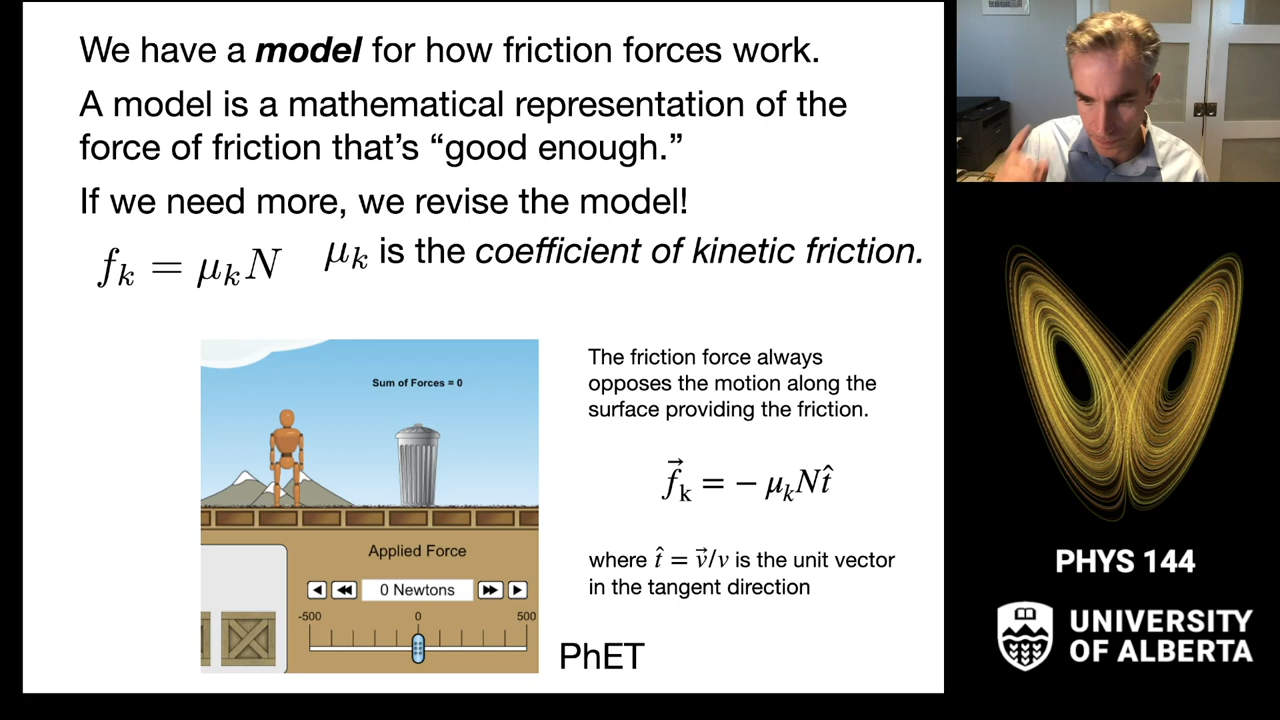 We have a model for how friction forces work.
A model is a mathematical representation of the
force of friction that's “good enough.”
If we need more, we revise the model!
f_k = μ_k N
μ_k is the coefficient of kinetic friction.
Sum of Forces = 0
Applied Force
0 Newtons
-500 0 500
PhET
The friction force always
opposes the motion along the
surface providing the friction.
\vec{f}_k = − μ_k N\hat{t}
where \hat{t} = \vec{v}/v is the unit vector
in the tangent direction
PHYS 144
UNIVERSITY
OF ALBERTA